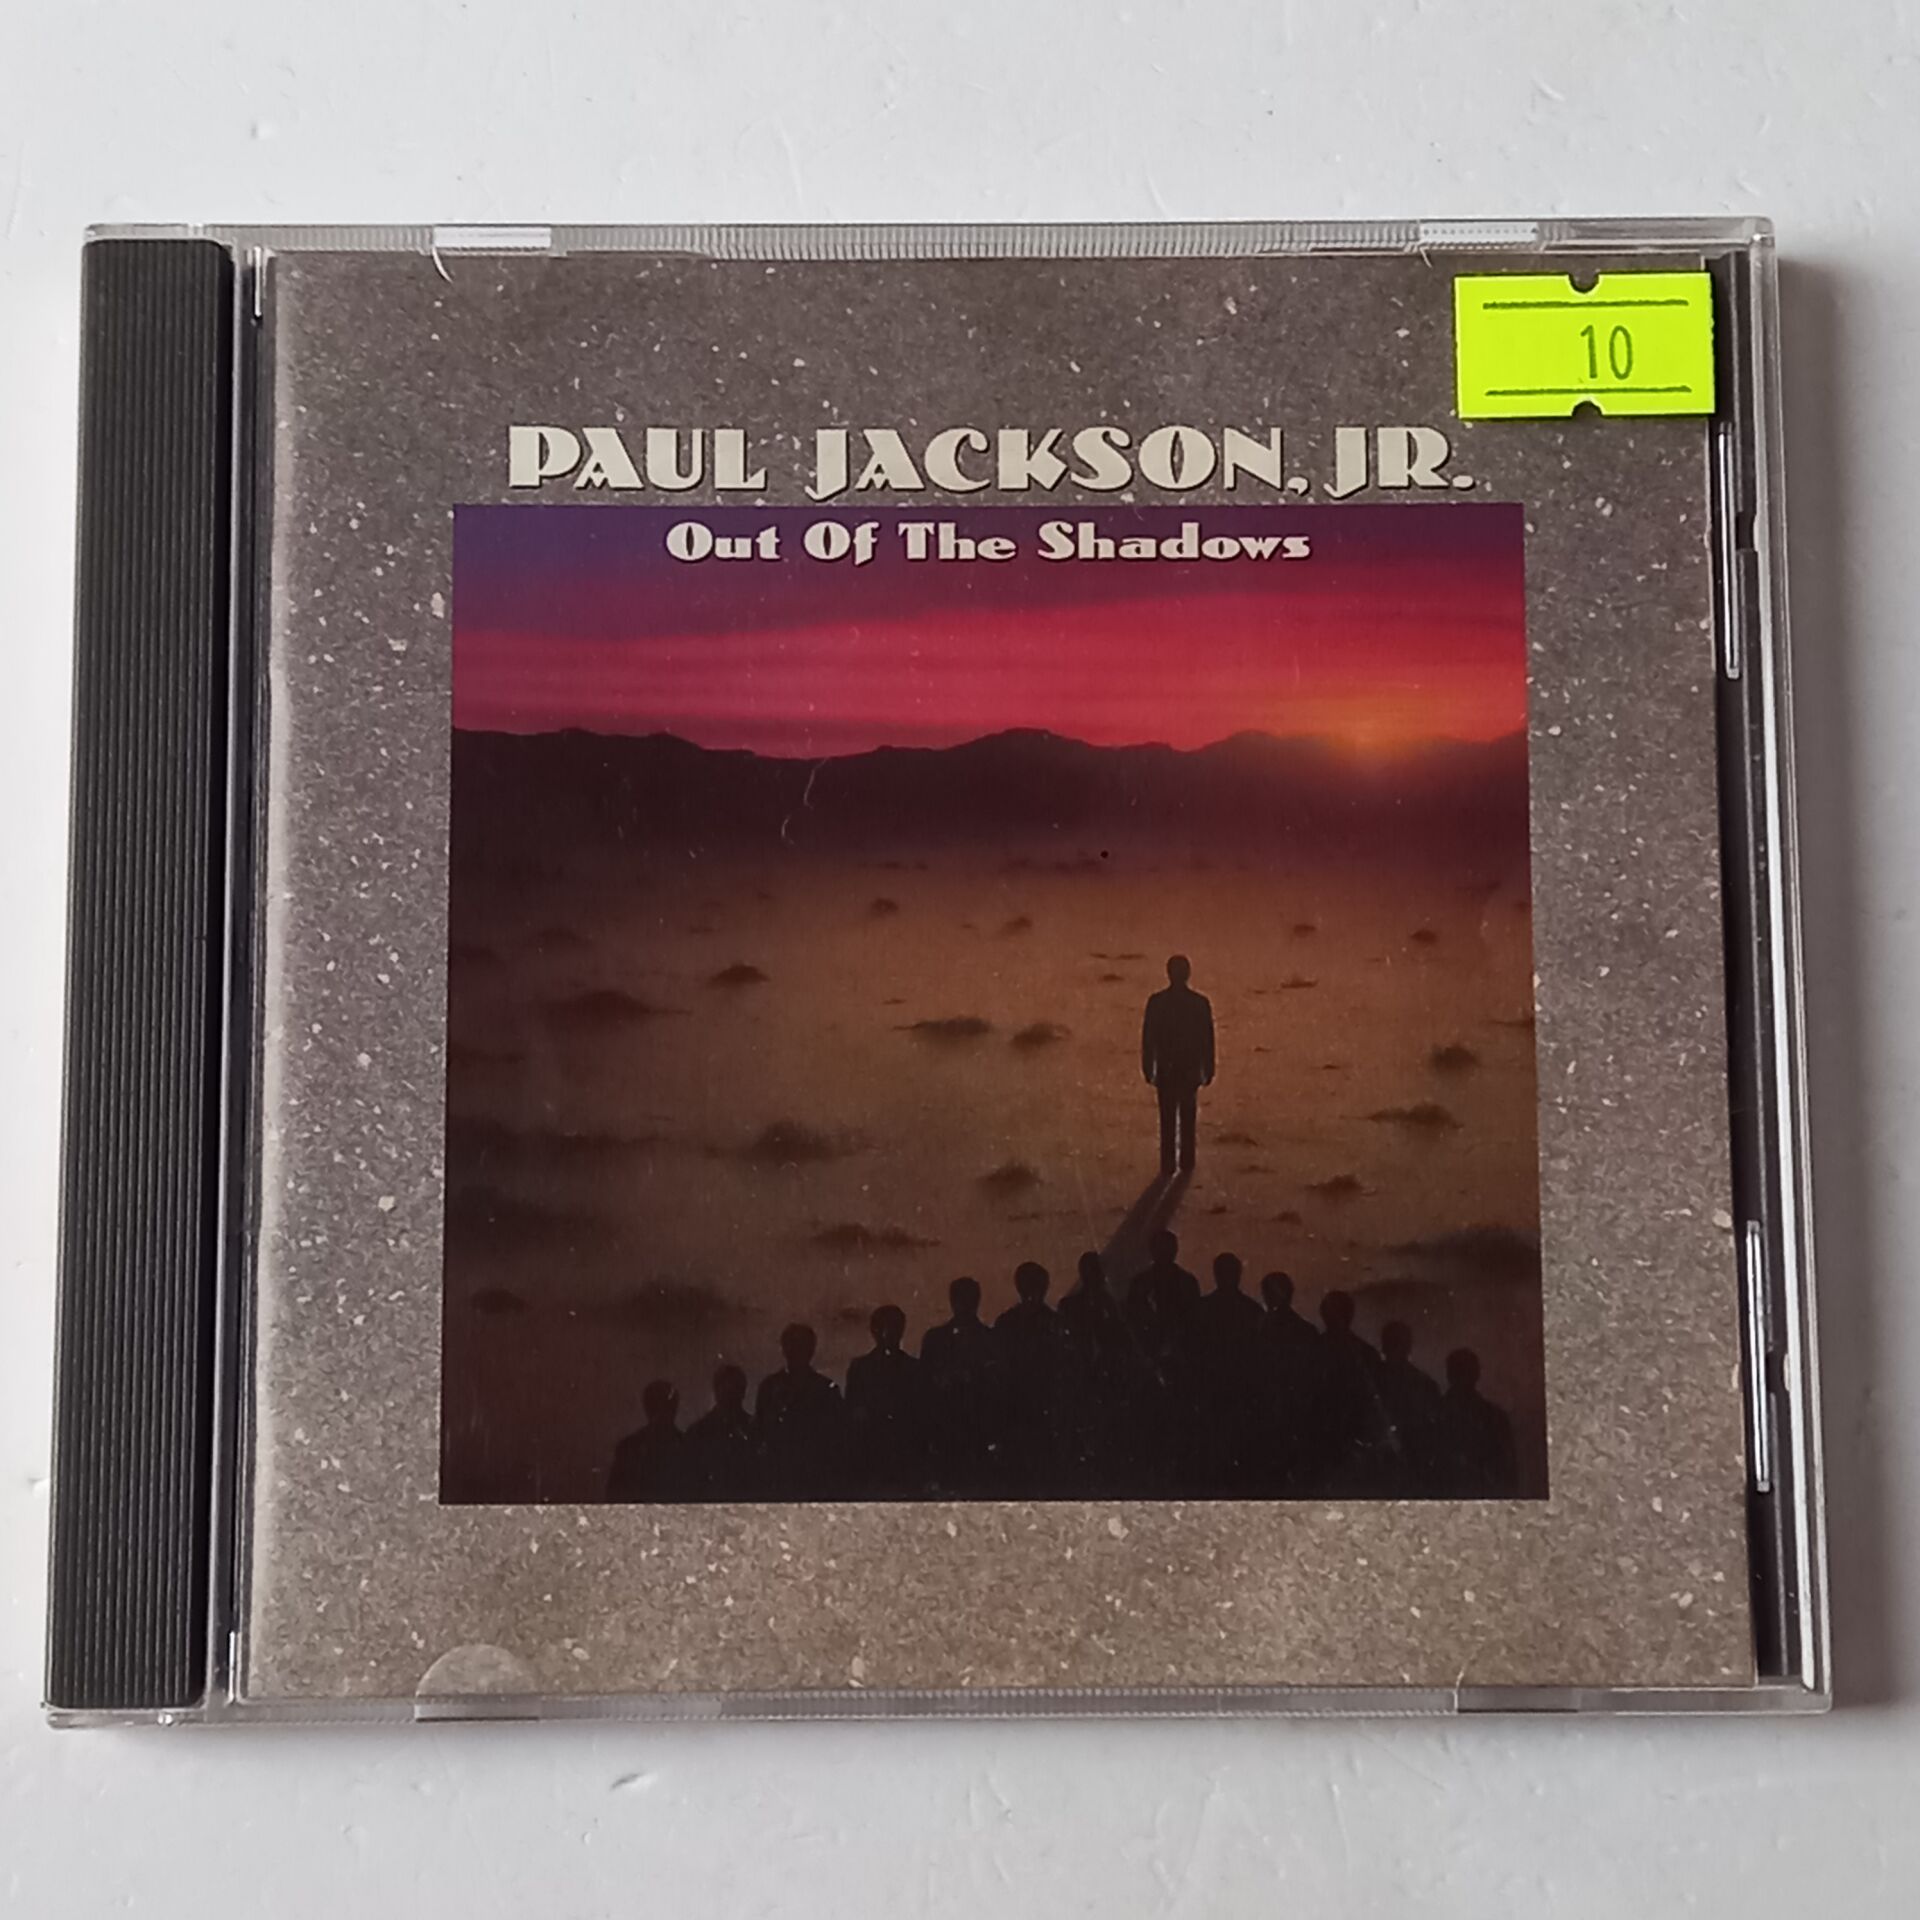 10
PAUL JACKSON, JR.
Out Of The Shadows